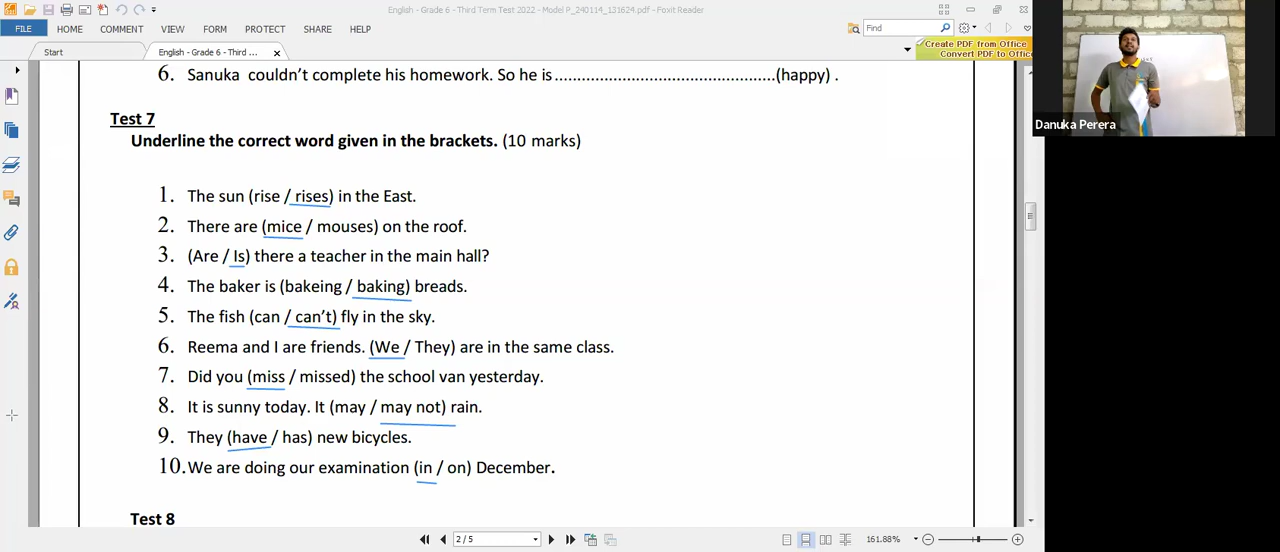 English - Grade 6 - Third Term Test 2022 - Model P_240114_131624.pdf - Foxit Reader
FILE HOME COMMENT VIEW FORM PROTECT SHARE HELP
Find
Start English - Grade 6 - Third ...
Create PDF from Office
Convert PDF to Office
Danuka Perera
6. Sanuka couldn't complete his homework. So he is ................................................(happy) .
Test 7
Underline the correct word given in the brackets. (10 marks)
1. The sun (rise / rises) in the East.
2. There are (mice / mouses) on the roof.
3. (Are / Is) there a teacher in the main hall?
4. The baker is (bakeing / baking) breads.
5. The fish (can / can't) fly in the sky.
6. Reema and I are friends. (We / They) are in the same class.
7. Did you (miss / missed) the school van yesterday.
8. It is sunny today. It (may / may not) rain.
9. They (have / has) new bicycles.
10. We are doing our examination (in / on) December.
Test 8
2 / 5
161.88%